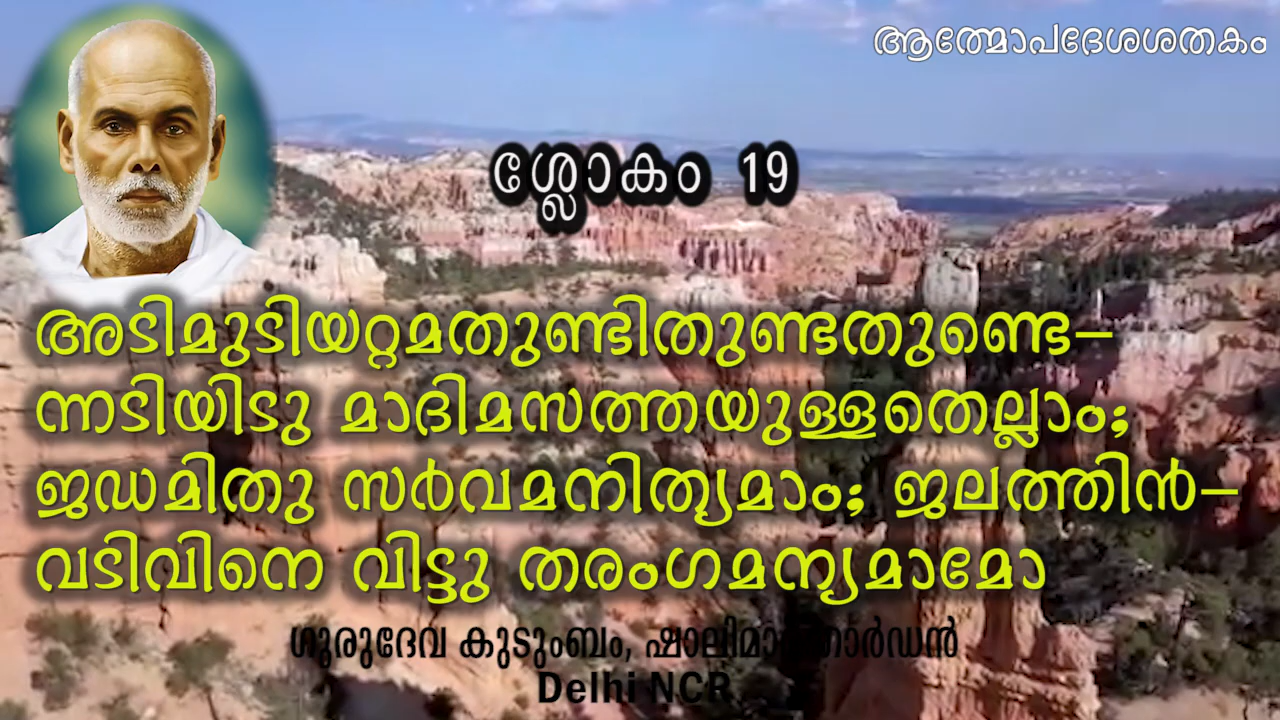 ആത്മോപദേശശതകം
ശ്ലോകം 19
അടിമുടിയറ്റമതുണ്ടിതുണ്ടതുണ്ടെ–
ന്നടിയിടു മാദിമസത്തയുള്ളതെല്ലാം;
ജഡമിതു സർവമനിത്യമാം; ജലത്തിൻ–
വടിവിനെ വിട്ടു തരംഗമന്യമാമോ
ഗുരുദേവ കുടുംബം, ഷാലിമാർ ഗാർഡൻ
Delhi NCR